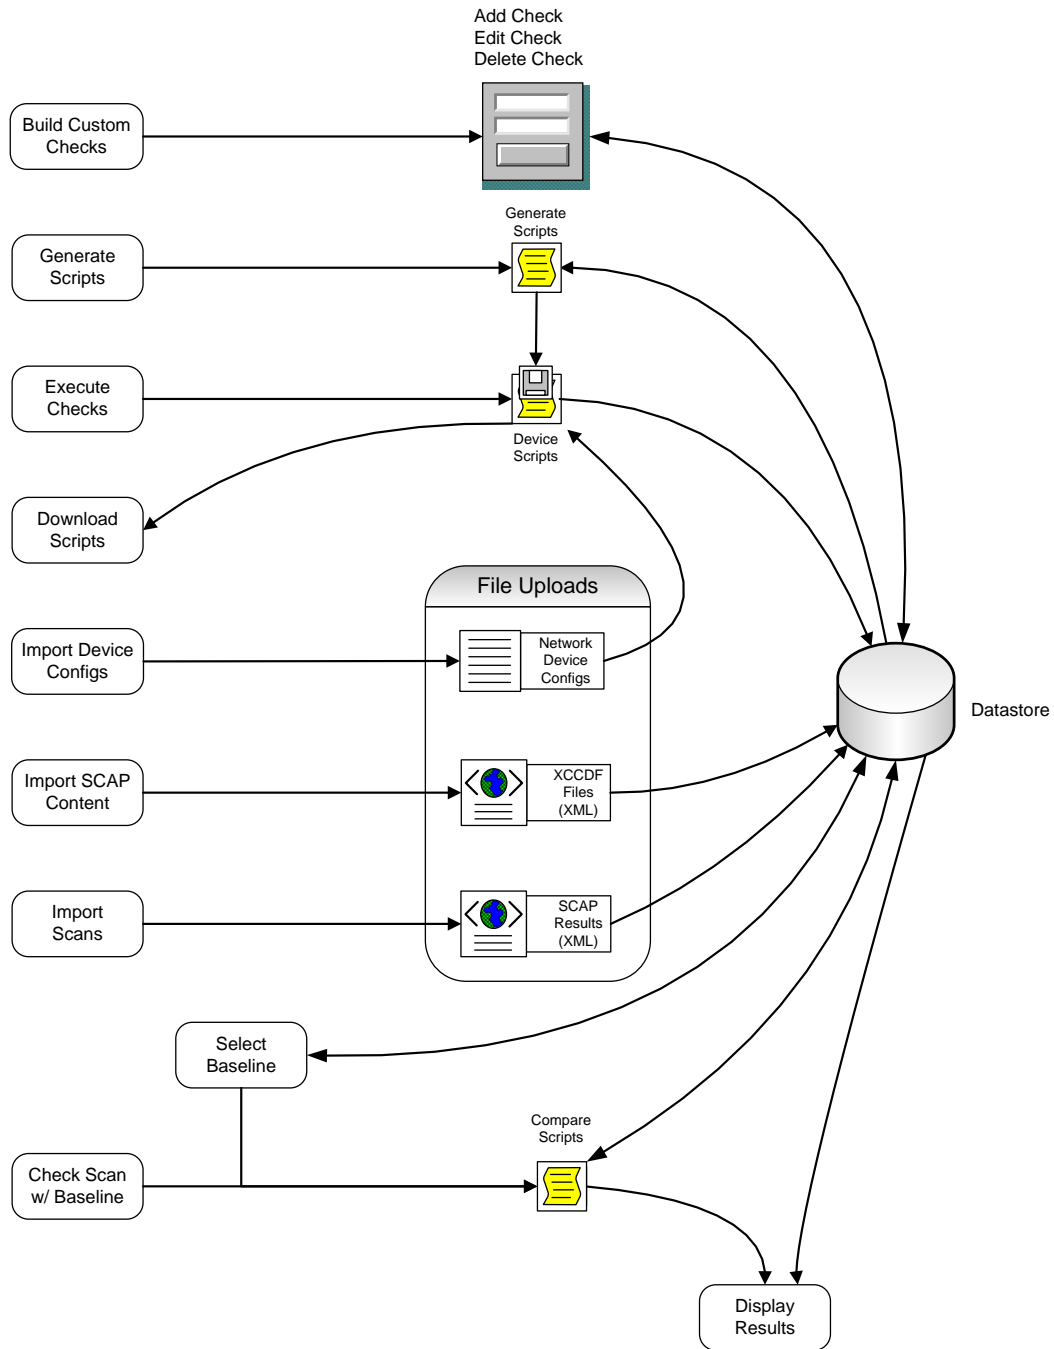 Add Check
Edit Check
Delete Check
Build Custom
Checks
Generate
Scripts
Generate
Scripts
Execute
Checks
Device
Scripts
Download
Scripts
File Uploads
Import Device
Configs
Network
Device
Configs
Datastore
Import SCAP
Content
XCCDF
Files
(XML)
Import
Scans
SCAP
Results
(XML)
Select
Baseline
Compare
Scripts
Check Scan
w/ Baseline
Display
Results